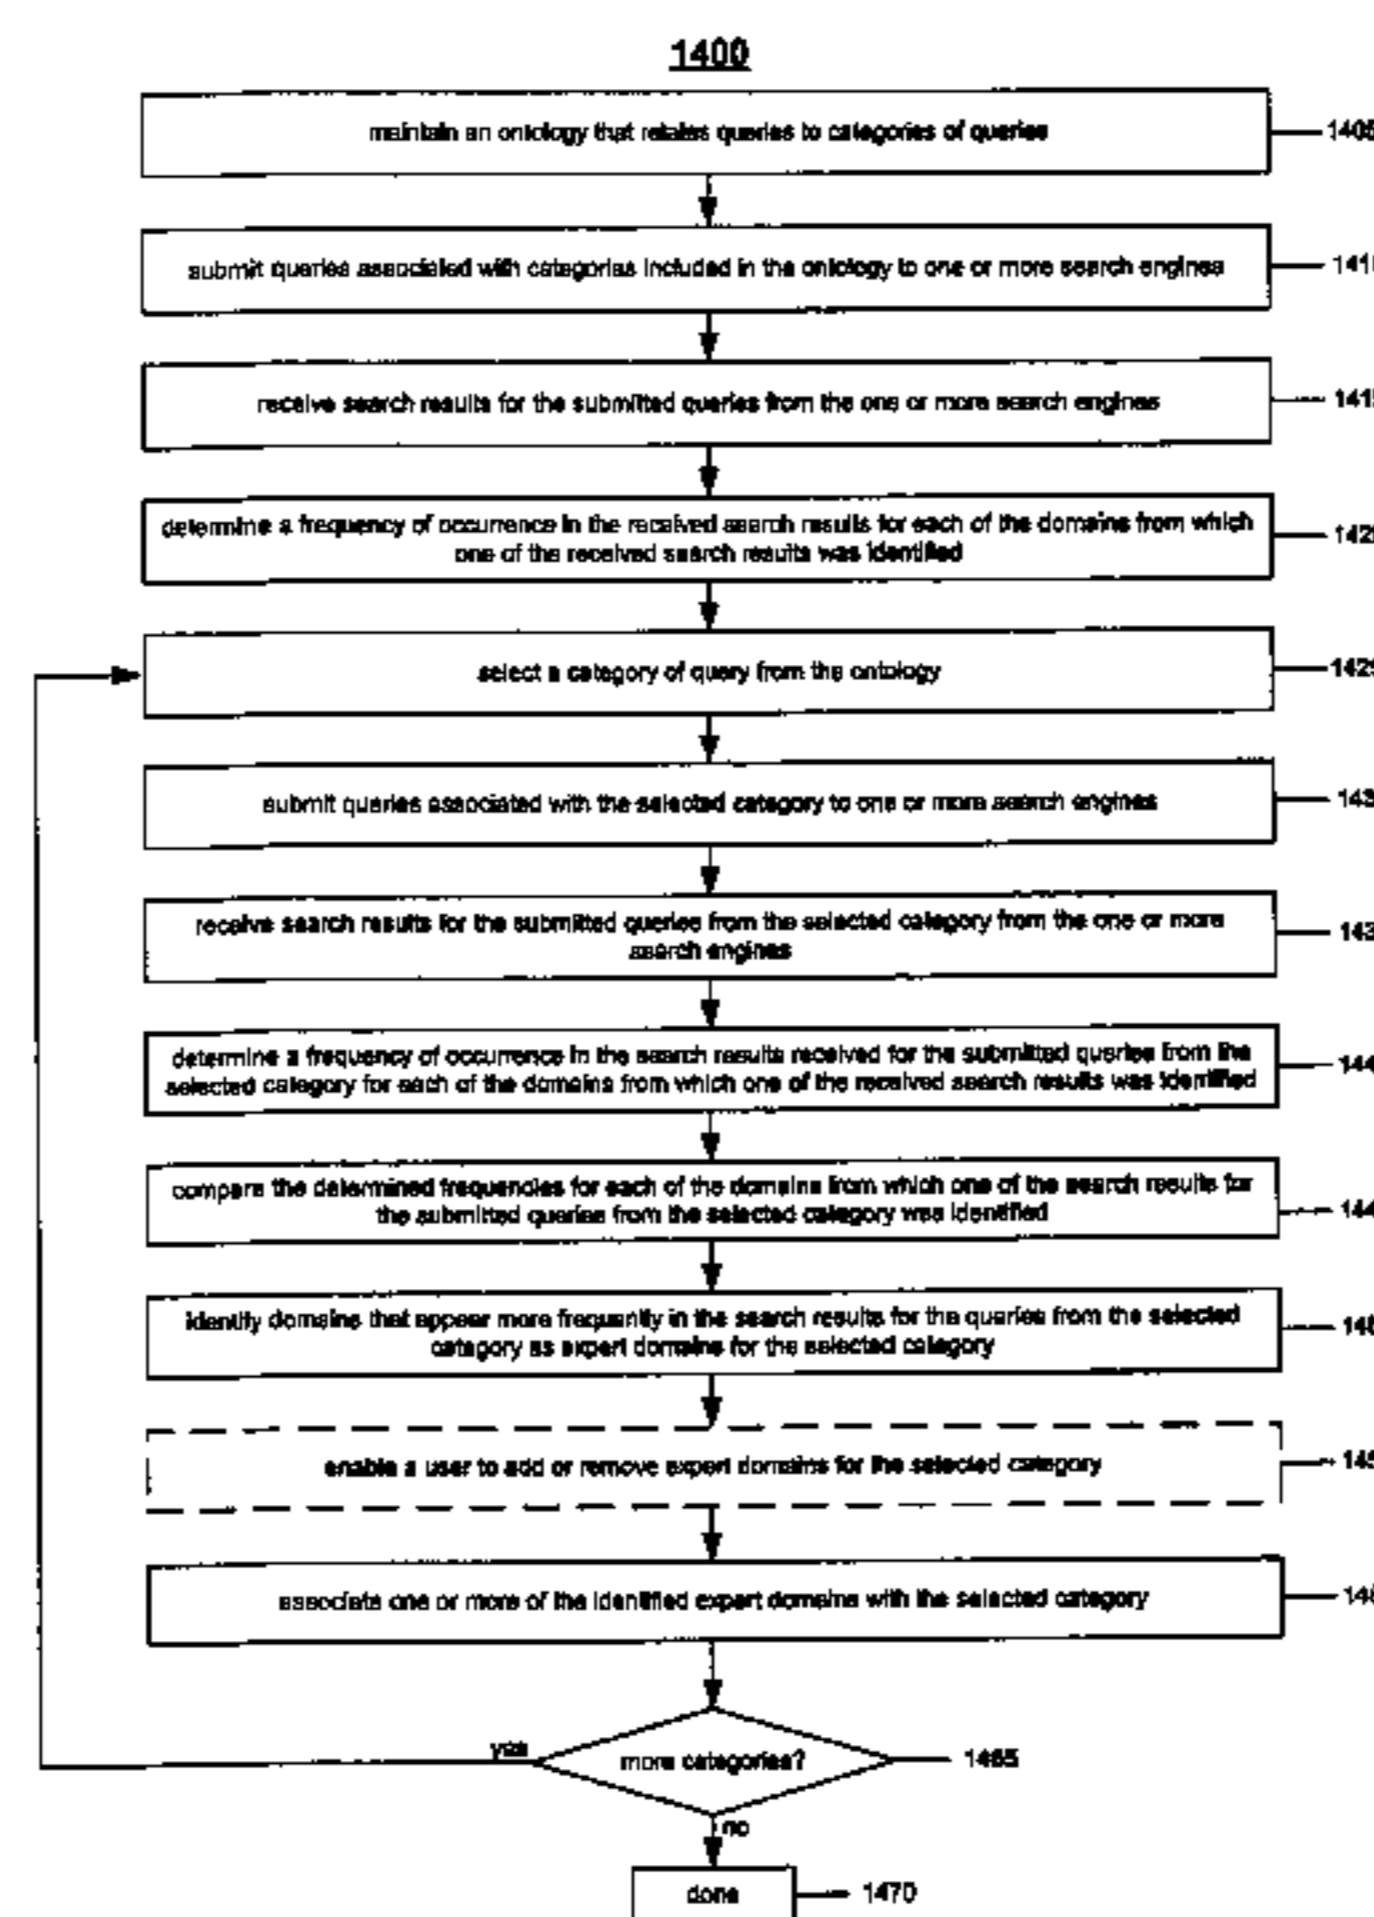 1400
maintain an ontology that relates queries to categories of queries
1405
submit queries associated with categories included in the ontology to one or more search engines
141
receive search results for the submitted queries from the one or more search engines
141
determine a frequency of occurrence in the received search results for each of the domains from which
one of the received search results was identified
142
select a category of query from the ontology
142
submit queries associated with the selected category to one or more search engines
143
receive search results for the submitted queries from the selected category from the one or more
search engines
143
determine a frequency of occurrence in the search results received for the submitted queries from the
selected category for each of the domains from which one of the received search results was identified
144
compare the determined frequencies for each of the domains from which one of the search results for
the submitted queries from the selected category was identified
144
identify domains that appear more frequently in the search results for the queries from the selected
category as expert domains for the selected category
145
enable a user to add or remove expert domains for the selected category
145
associate one or more of the identified expert domains with the selected category
146
more categories?
yes
1465
no
done
1470